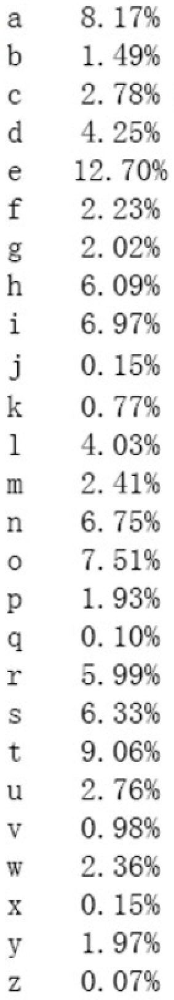 a 8.17%
b 1.49%
c 2.78%
d 4.25%
e 12.70%
f 2.23%
g 2.02%
h 6.09%
i 6.97%
j 0.15%
k 0.77%
l 4.03%
m 2.41%
n 6.75%
o 7.51%
p 1.93%
q 0.10%
r 5.99%
s 6.33%
t 9.06%
u 2.76%
v 0.98%
w 2.36%
x 0.15%
y 1.97%
z 0.07%